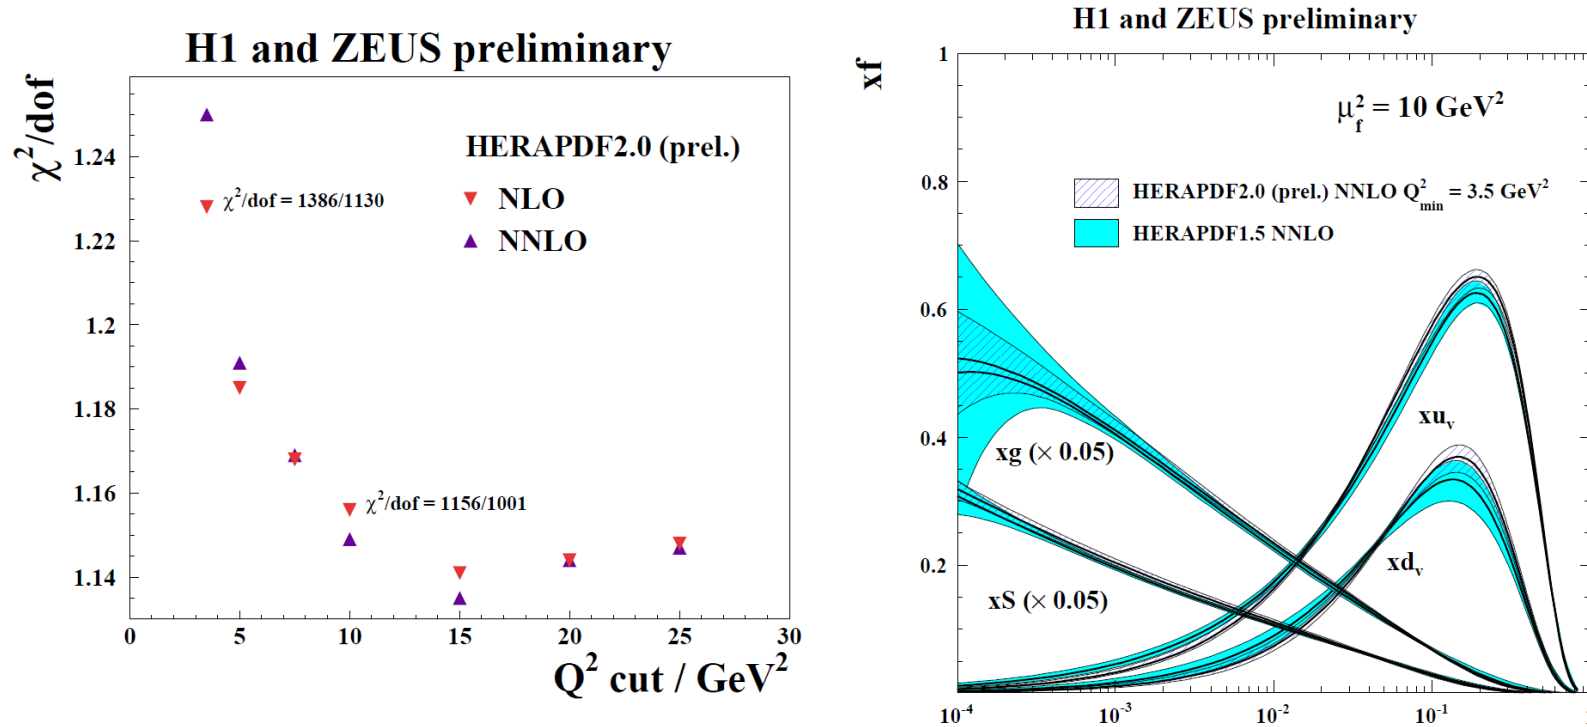 H1 and ZEUS preliminary
χ²/dof
1.24
1.22
1.2
1.18
1.16
1.14
HERAPDF2.0 (prel.)
NLO
NNLO
χ²/dof = 1386/1130
χ²/dof = 1156/1001
0 5 10 15 20 25 30
Q² cut / GeV²
H1 and ZEUS preliminary
xf
1
0.8
0.6
0.4
0.2
μ_f² = 10 GeV²
HERAPDF2.0 (prel.) NNLO Q²_min = 3.5 GeV²
HERAPDF1.5 NNLO
xu_v
xg (× 0.05)
xd_v
xS (× 0.05)
10⁻⁴ 10⁻³ 10⁻² 10⁻¹